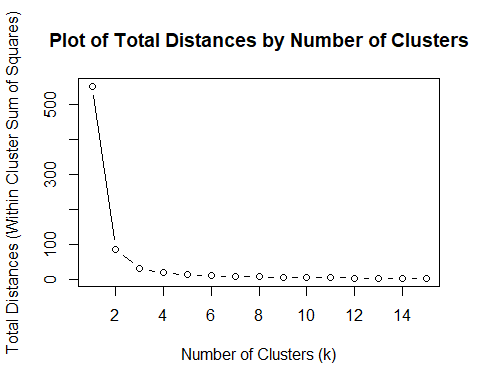 Plot of Total Distances by Number of Clusters
Total Distances (Within Cluster Sum of Squares)
500
300
100
0
2 4 6 8 10 12 14
Number of Clusters (k)